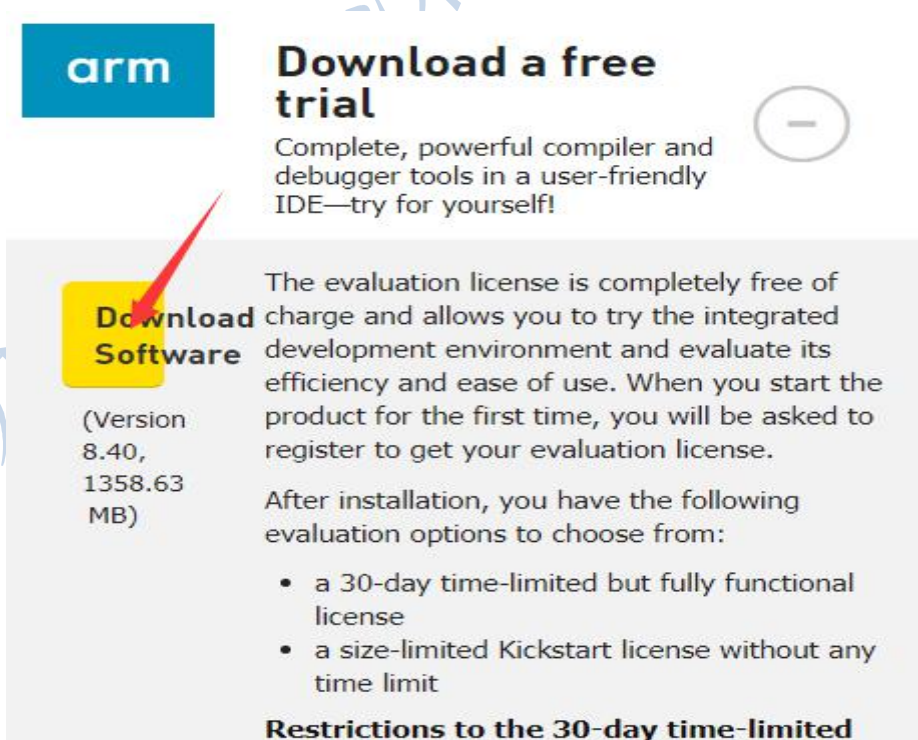 arm
Download a free
trial
Complete, powerful compiler and
debugger tools in a user-friendly
IDE—try for yourself!
Download
Software
(Version
8.40,
1358.63
MB)
The evaluation license is completely free of
charge and allows you to try the integrated
development environment and evaluate its
efficiency and ease of use. When you start the
product for the first time, you will be asked to
register to get your evaluation license.
After installation, you have the following
evaluation options to choose from:
• a 30-day time-limited but fully functional
license
• a size-limited Kickstart license without any
time limit
Restrictions to the 30-day time-limited